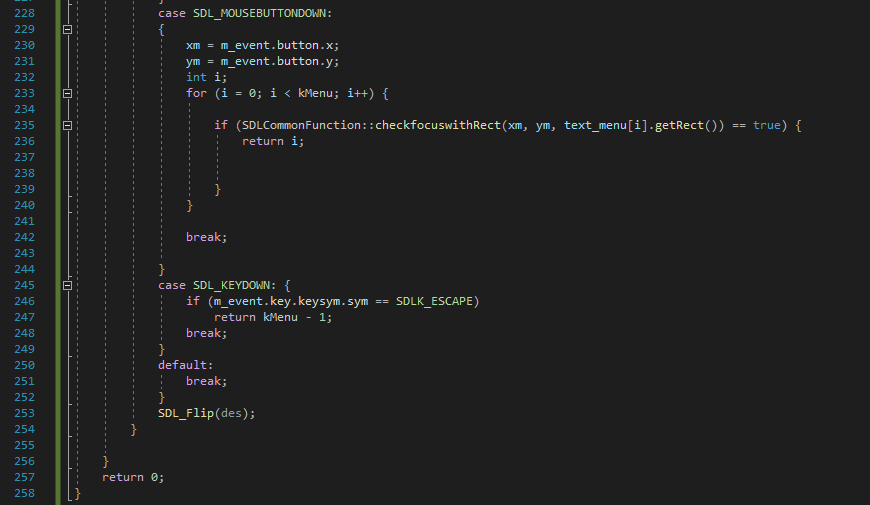 228 case SDL_MOUSEBUTTONDOWN:
229 {
230 xm = m_event.button.x;
231 ym = m_event.button.y;
232 int i;
233 for (i = 0; i < kMenu; i++) {
234
235 if (SDLCommonFunction::checkfocuswithRect(xm, ym, text_menu[i].getRect()) == true) {
236 return i;
237
238
239 }
240 }
241
242 break;
243
244 }
245 case SDL_KEYDOWN: {
246 if (m_event.key.keysym.sym == SDLK_ESCAPE)
247 return kMenu - 1;
248 break;
249 }
250 default:
251 break;
252 }
253 SDL_Flip(des);
254 }
255
256 }
257 return 0;
258 }